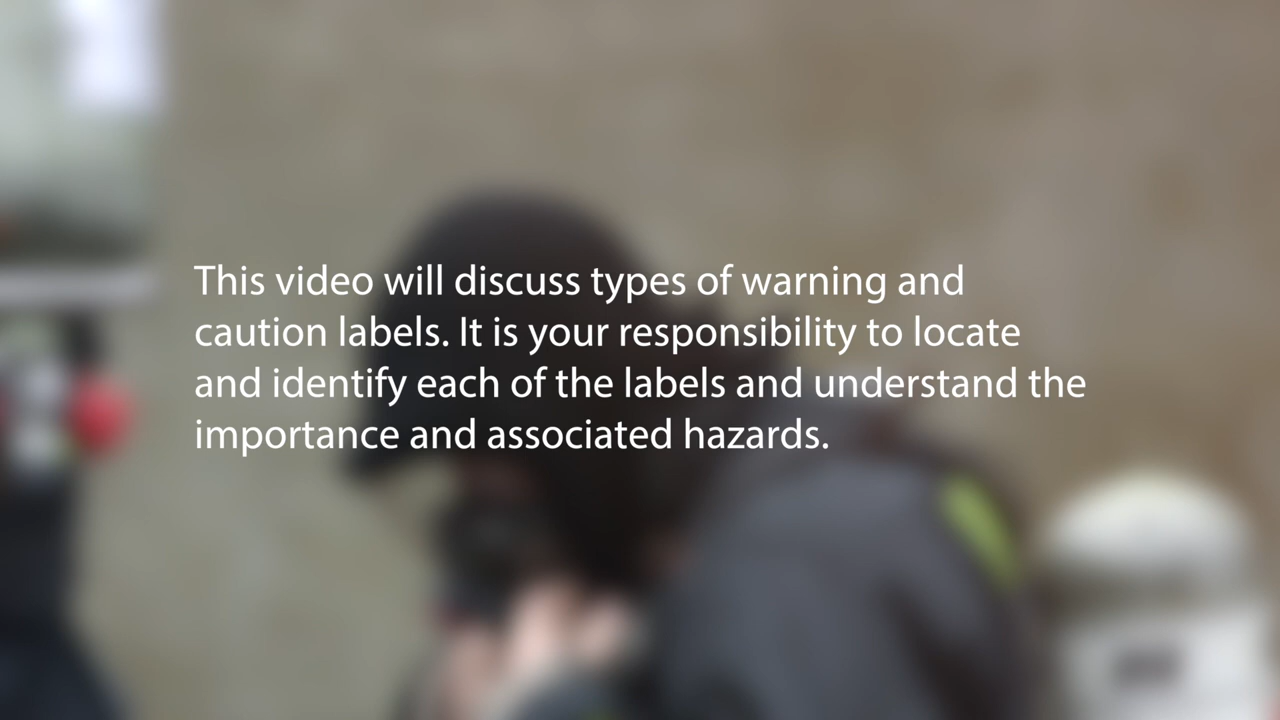 This video will discuss types of warning and
caution labels. It is your responsibility to locate
and identify each of the labels and understand the
importance and associated hazards.